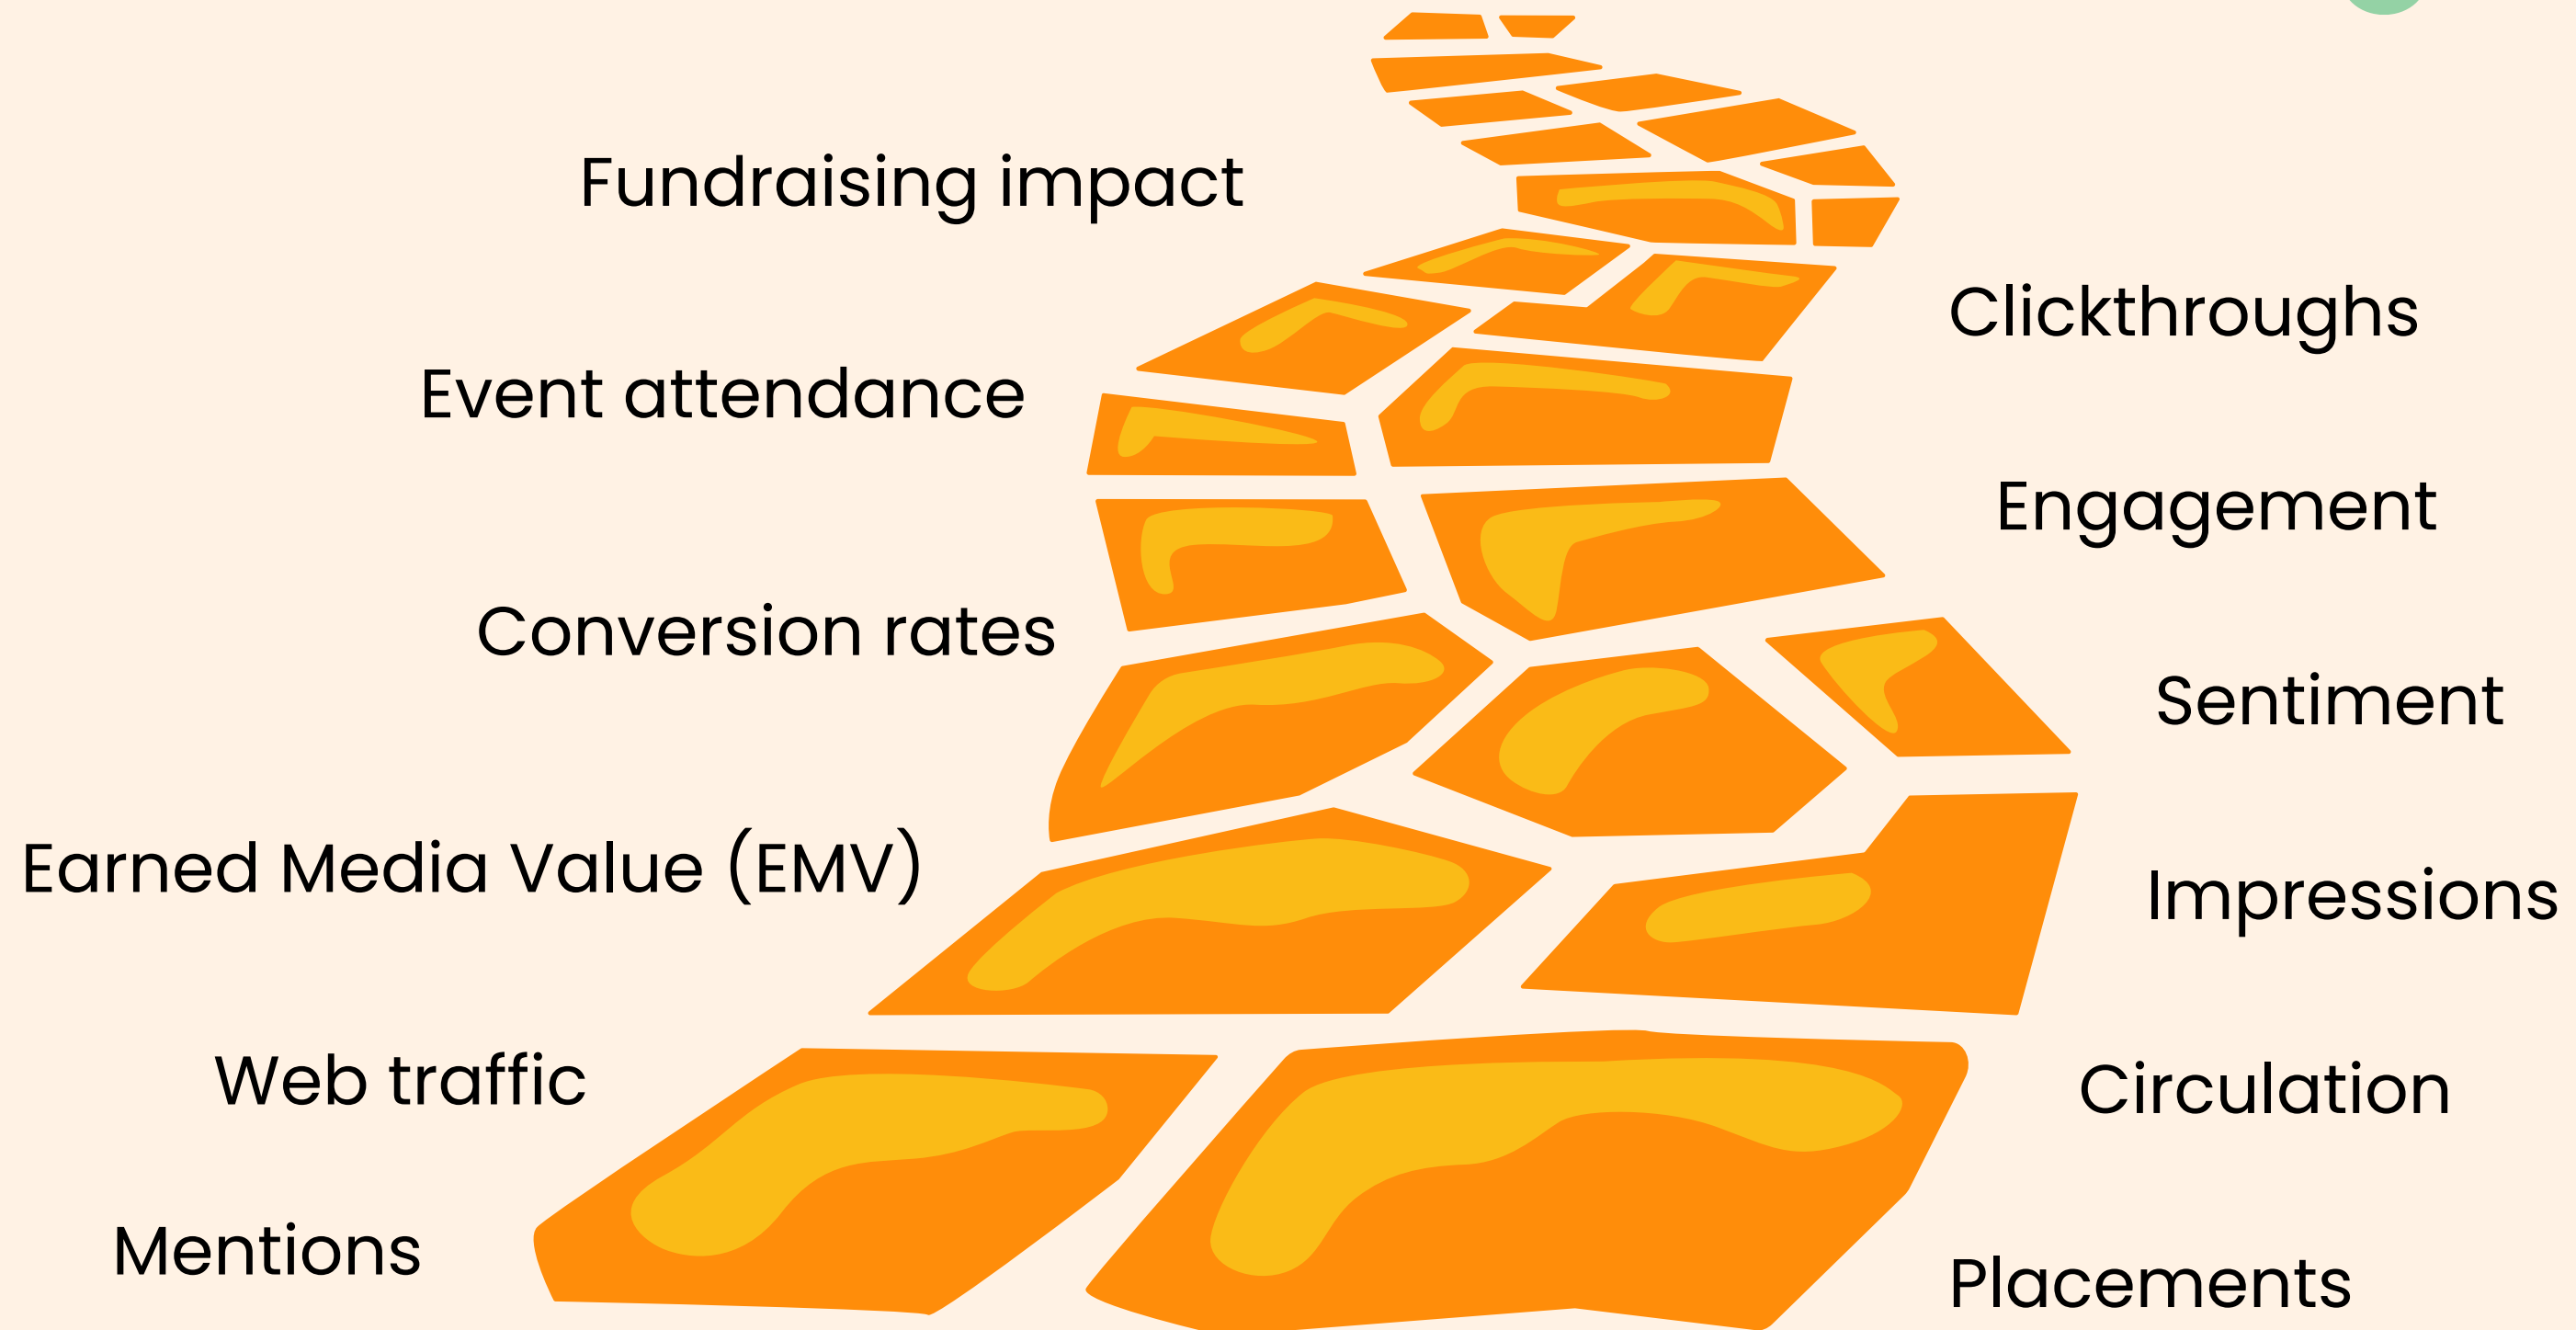 Fundraising impact
Clickthroughs
Event attendance
Engagement
Conversion rates
Sentiment
Earned Media Value (EMV)
Impressions
Web traffic
Circulation
Mentions
Placements